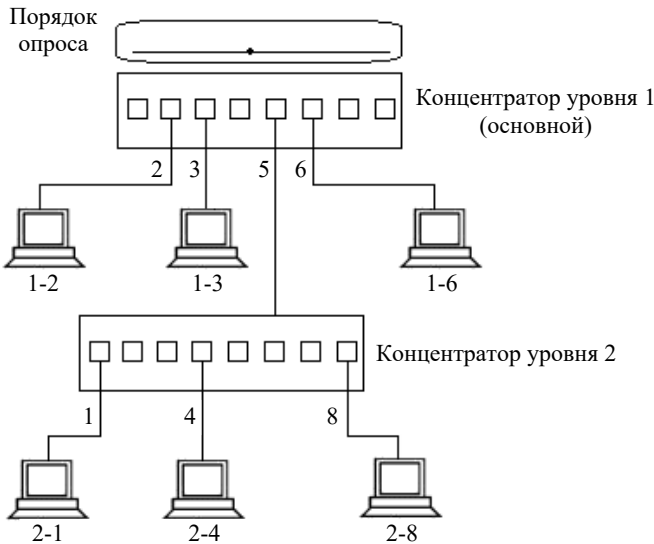 Порядок
опроса
Концентратор уровня 1
(основной)
2 3 5 6
1-2 1-3 1-6
Концентратор уровня 2
1 4 8
2-1 2-4 2-8